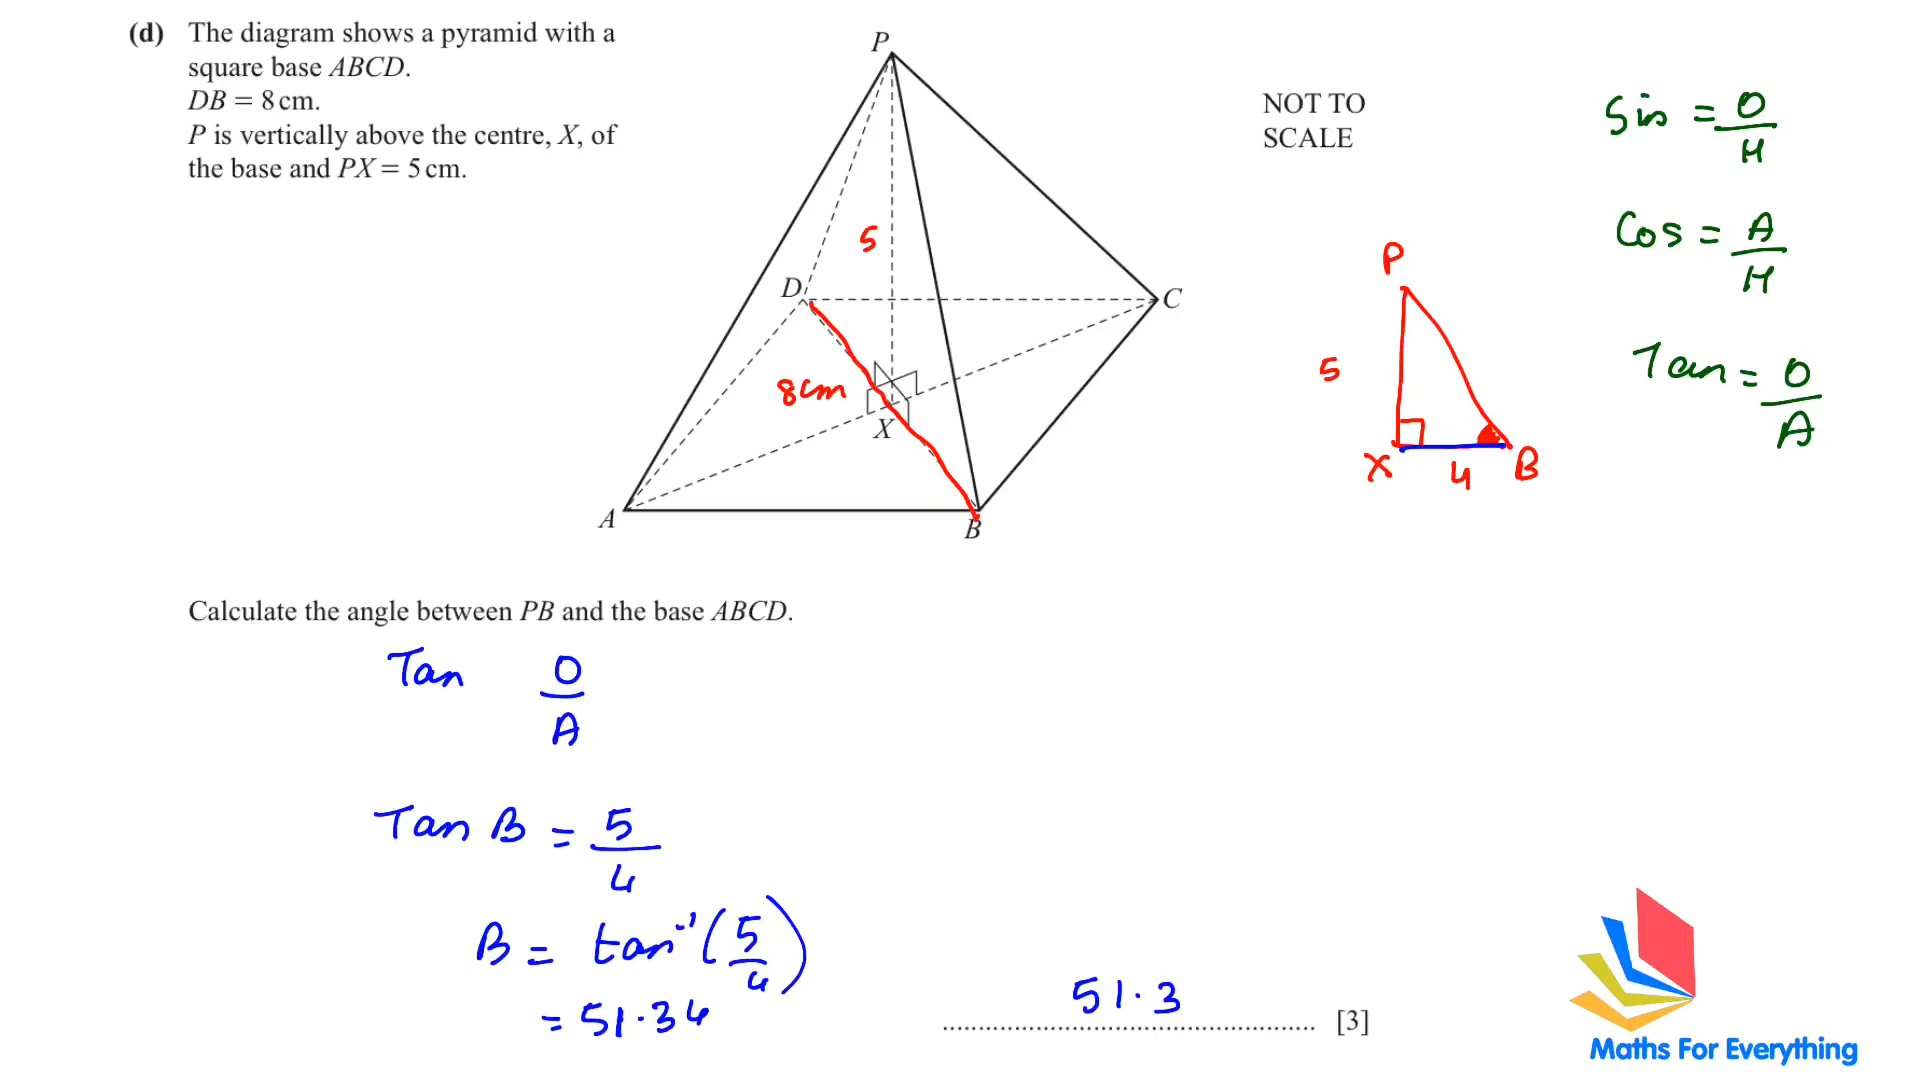 (d) The diagram shows a pyramid with a
square base ABCD.
DB = 8 cm.
P is vertically above the centre, X, of
the base and PX = 5 cm.
P
NOT TO
SCALE
D
C
X
A
B
5
8cm
P
5
X
4
B
Sin = O/H
Cos = A/H
Tan = O/A
Calculate the angle between PB and the base ABCD.
Tan O/A
Tan B = 5/4
B = tan⁻¹(5/4)
= 51.34
51.3
.................................................... [3]
Maths For Everything